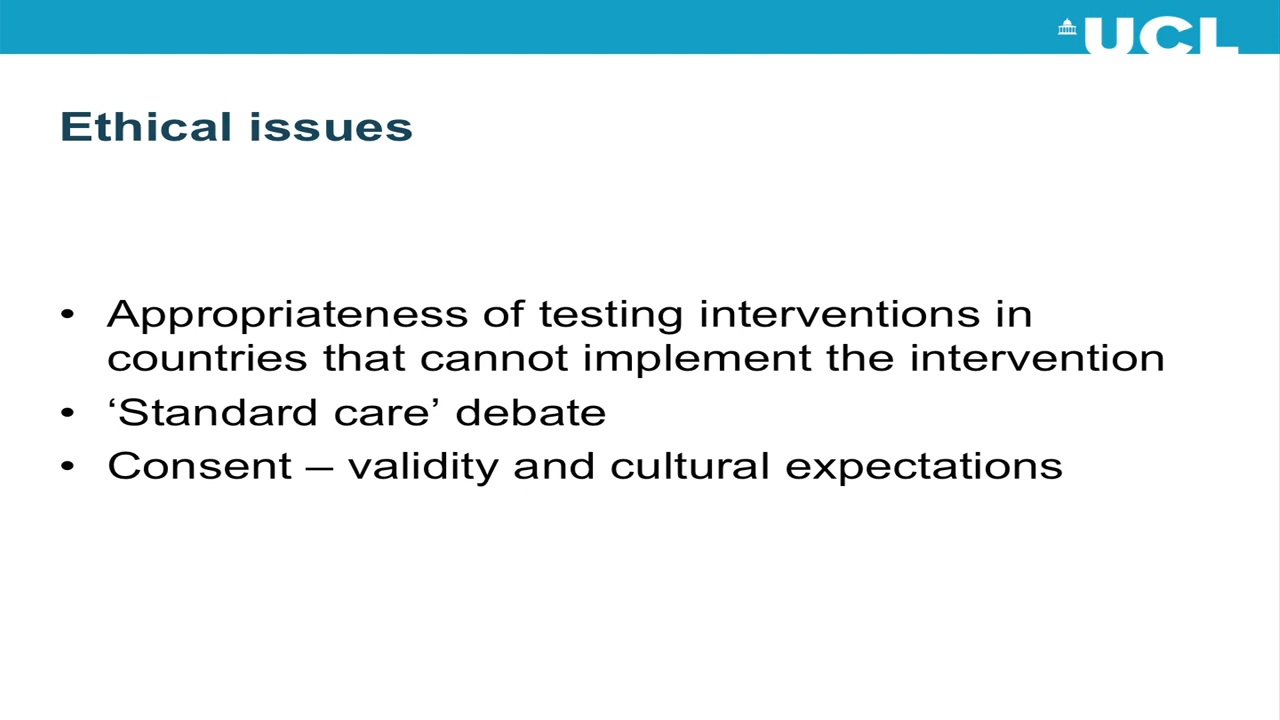 UCL
Ethical issues
• Appropriateness of testing interventions in
countries that cannot implement the intervention
• ‘Standard care’ debate
• Consent – validity and cultural expectations